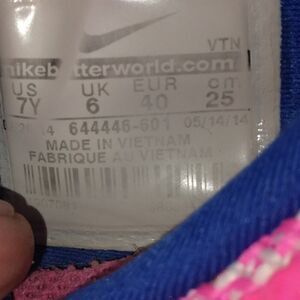 VTN
nikebetterworld.com
US UK EUR cm
7Y 6 40 25
644446-601 05/14/14
MADE IN VIETNAM
FABRIQUE AU VIETNAM